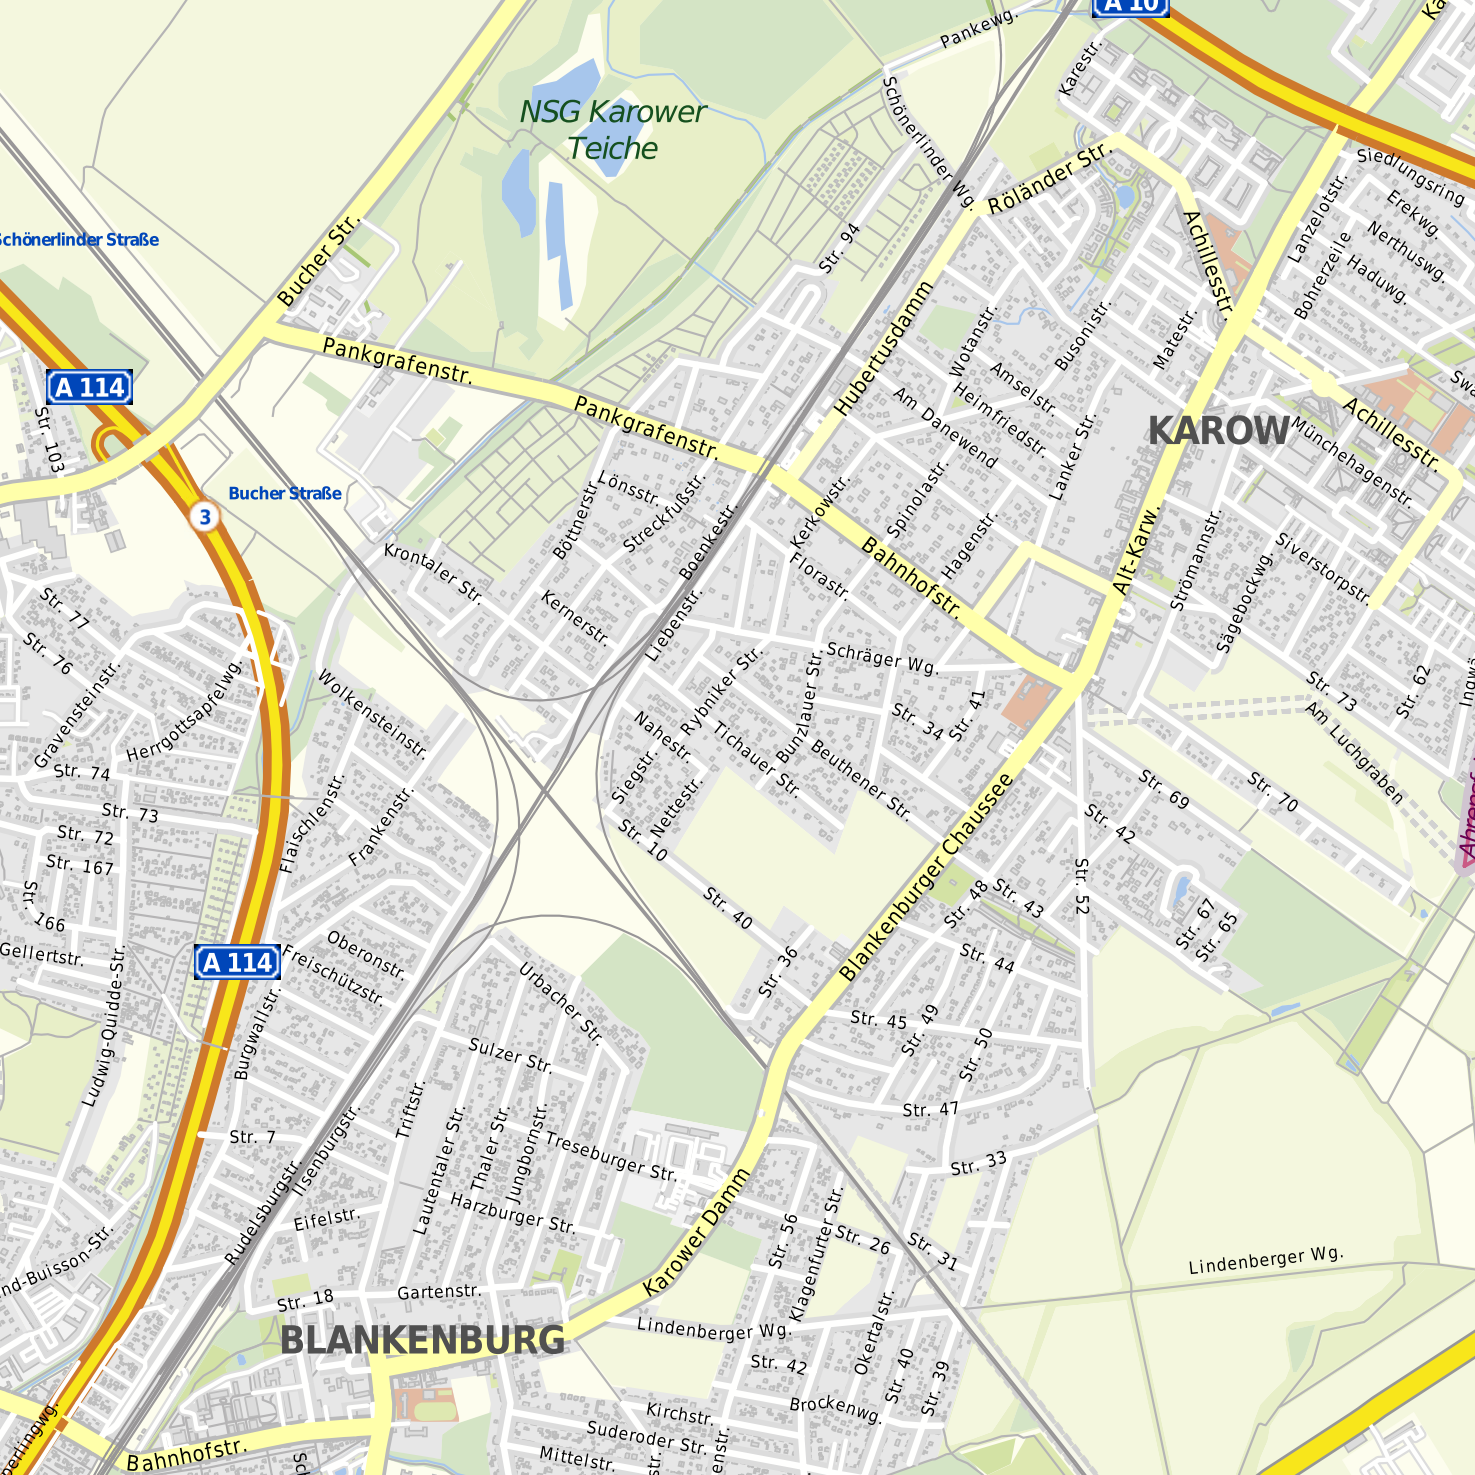 A 10
Pankewg.
Karestr.
NSG Karower
Teiche
Schönerlinder Wg.
Röländer Str.
Siedlungsring
Erekwg.
Nerthuswg.
Haduwg.
Lanzelotstr.
Bohrerzeile
Achillesstr.
Schönerlinder Straße
Bucher Str.
Str. 94
Hubertusdamm
Wotanstr.
Busonistr.
Matestr.
Pankgrafenstr.
A 114
Amselstr.
Heimfriedstr.
Am Danewend
Pankgrafenstr.
Lanker Str.
KAROW
Achillesstr.
Münchehagenstr.
Str. 103
Bucher Straße
3
Lönsstr.
Streckfußstr.
Böttnerstr.
Boenkestr.
Kerkowstr.
Spinolastr.
Hagenstr.
Bahnhofstr.
Florastr.
Alt-Karw.
Strömannstr.
Sägebockwg.
Siverstorpstr.
Krontaler Str.
Kernerstr.
Liebenstr.
Str. 77
Str. 76
Gravensteinstr.
Herrgottsapfelwg.
Wolkensteinstr.
Schräger Wg.
Rybniker Str.
Bunzlauer Str.
Str. 34
Str. 41
Str. 73
Str. 62
Am Luchgraben
Nahestr.
Siegstr.
Nettestr.
Tichauer Str.
Beuthener Str.
Str. 74
Str. 73
Str. 72
Str. 167
Str. 166
Gellertstr.
Flaischlenstr.
Frankenstr.
Str. 10
Str. 40
Str. 36
Blankenburger Chaussee
Str. 69
Str. 70
Str. 42
Str. 52
Str. 48
Str. 43
Str. 44
Str. 67
Str. 65
A 114
Oberonstr.
Freischützstr.
Urbacher Str.
Str. 45
Str. 49
Str. 50
Str. 47
Ludwig-Quidde-Str.
Burgwallstr.
Sulzer Str.
Triftstr.
Lautentaler Str.
Thaler Str.
Jungbornstr.
Treseburger Str.
Harzburger Str.
Str. 7
Ilsenburgstr.
Rudelsburgstr.
Eifelstr.
Str. 33
Karower Damm
Str. 56
Klagenfurter Str.
Str. 26
Str. 31
Lindenberger Wg.
Str. 18
Gartenstr.
BLANKENBURG
Lindenberger Wg.
Okertalstr.
Str. 42
Str. 40
Str. 39
Brockenwg.
Kirchstr.
Suderoder Str.
Mittelstr.
Bahnhofstr.